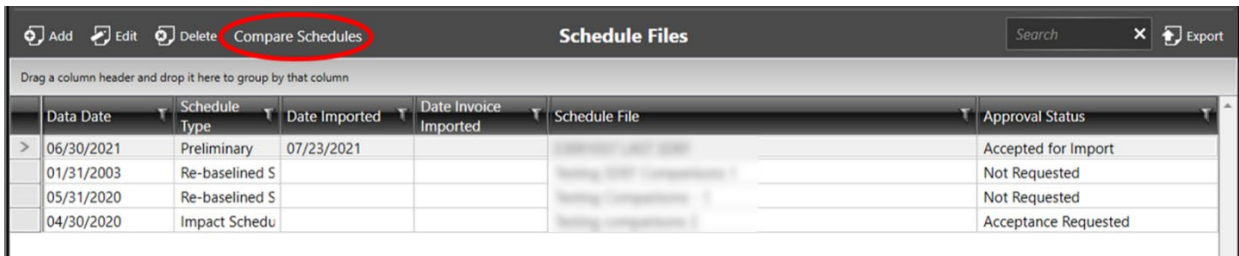 Add Edit Delete Compare Schedules Schedule Files Search X Export
Drag a column header and drop it here to group by that column
Data Date Schedule Type Date Imported Date Invoice Imported Schedule File Approval Status
06/30/2021 Preliminary 07/23/2021 Accepted for Import
01/31/2003 Re-baselined S Not Requested
05/31/2020 Re-baselined S Not Requested
04/30/2020 Impact Schedu Acceptance Requested